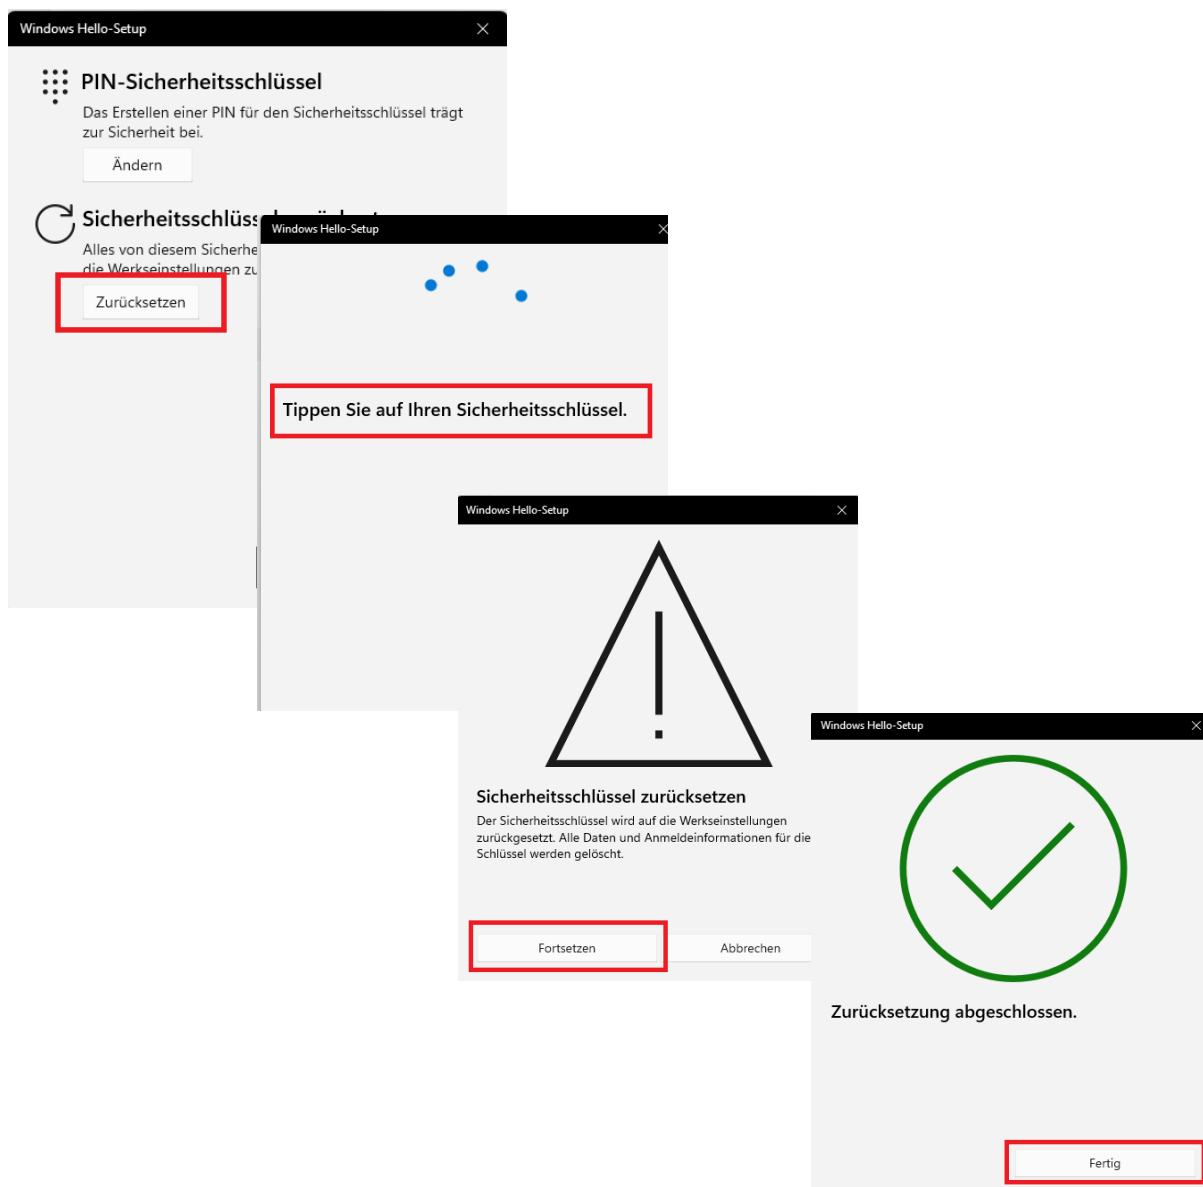 Windows Hello-Setup
PIN-Sicherheitsschlüssel
Das Erstellen einer PIN für den Sicherheitsschlüssel trägt
zur Sicherheit bei.
Ändern
Alles von diesem
die Werkseinstellungen
Zurücksetzen
Windows Hello-Setup
Tippen Sie auf Ihren Sicherheitsschlüssel.
Windows Hello-Setup
Sicherheitsschlüssel zurücksetzen
Der Sicherheitsschlüssel wird auf die Werkseinstellungen
zurückgesetzt. Alle Daten und Anmeldeinformationen für die
Schlüssel werden gelöscht.
Fortsetzen
Abbrechen
Windows Hello-Setup
Zurücksetzung abgeschlossen.
Fertig